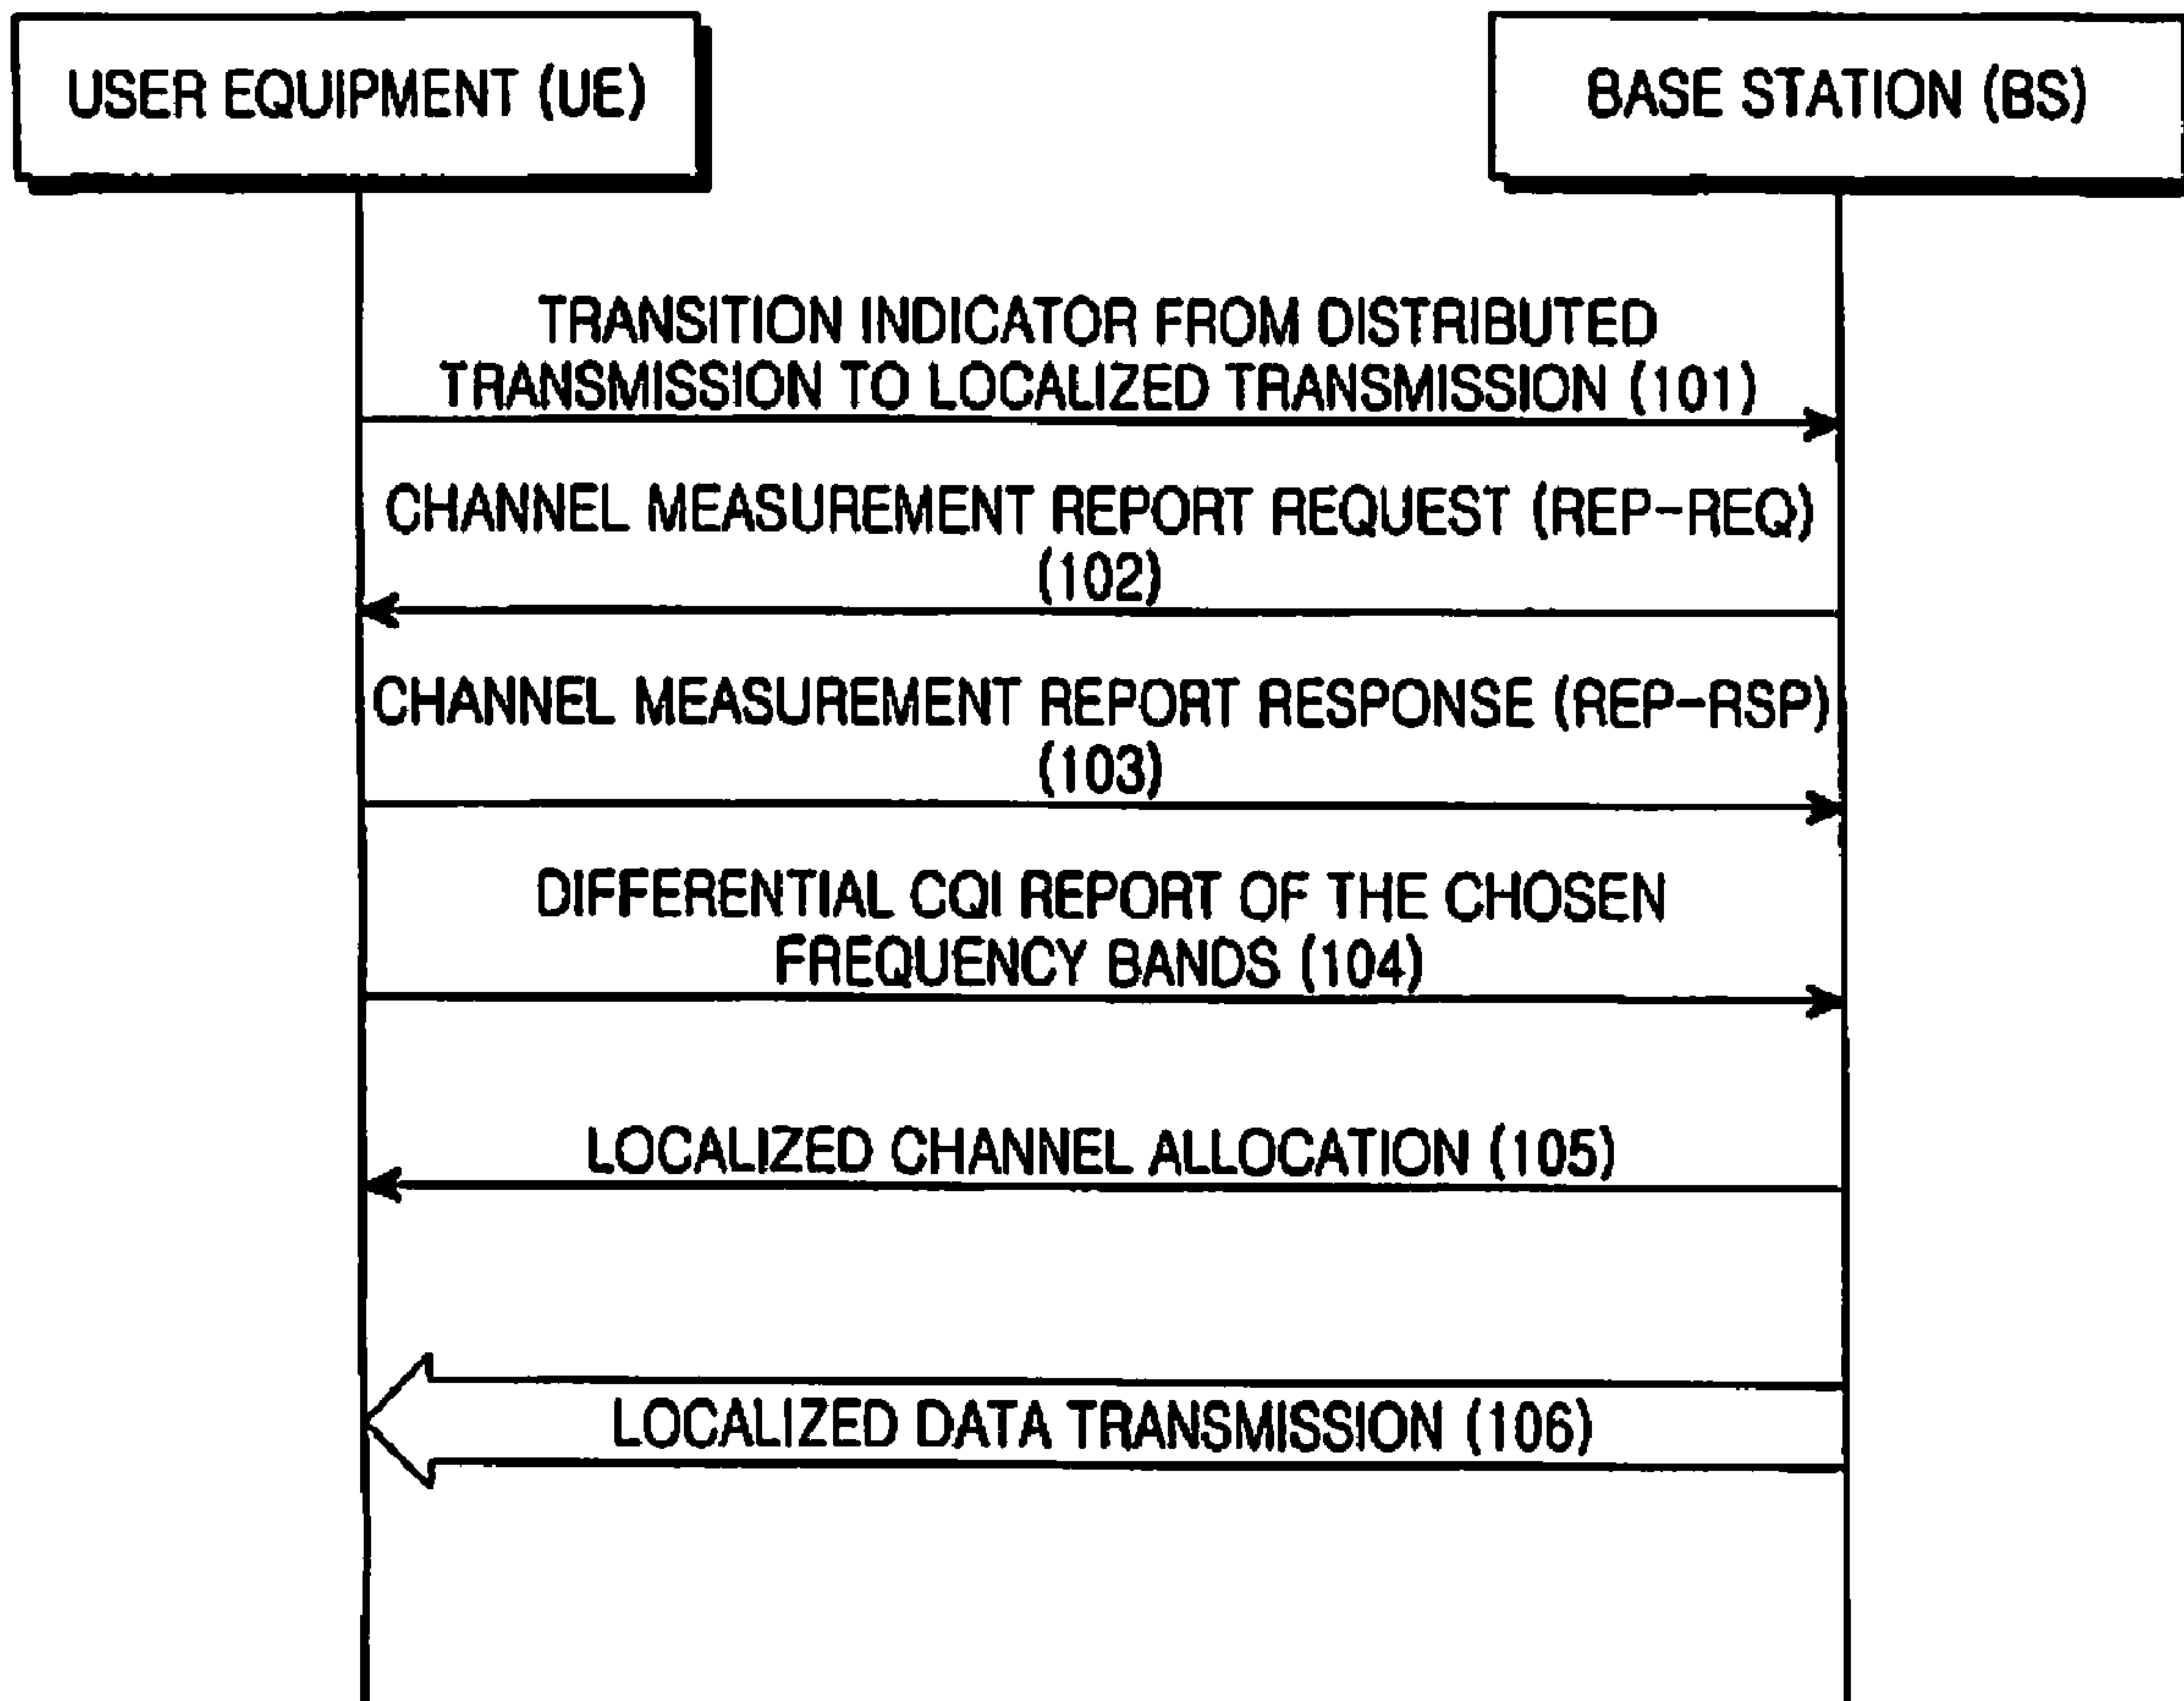 USER EQUIPMENT (UE)
BASE STATION (BS)
TRANSITION INDICATOR FROM DISTRIBUTED
TRANSMISSION TO LOCALIZED TRANSMISSION (101)
CHANNEL MEASUREMENT REPORT REQUEST (REP-REQ)
(102)
CHANNEL MEASUREMENT REPORT RESPONSE (REP-RSP)
(103)
DIFFERENTIAL CQI REPORT OF THE CHOSEN
FREQUENCY BANDS (104)
LOCALIZED CHANNEL ALLOCATION (105)
LOCALIZED DATA TRANSMISSION (106)